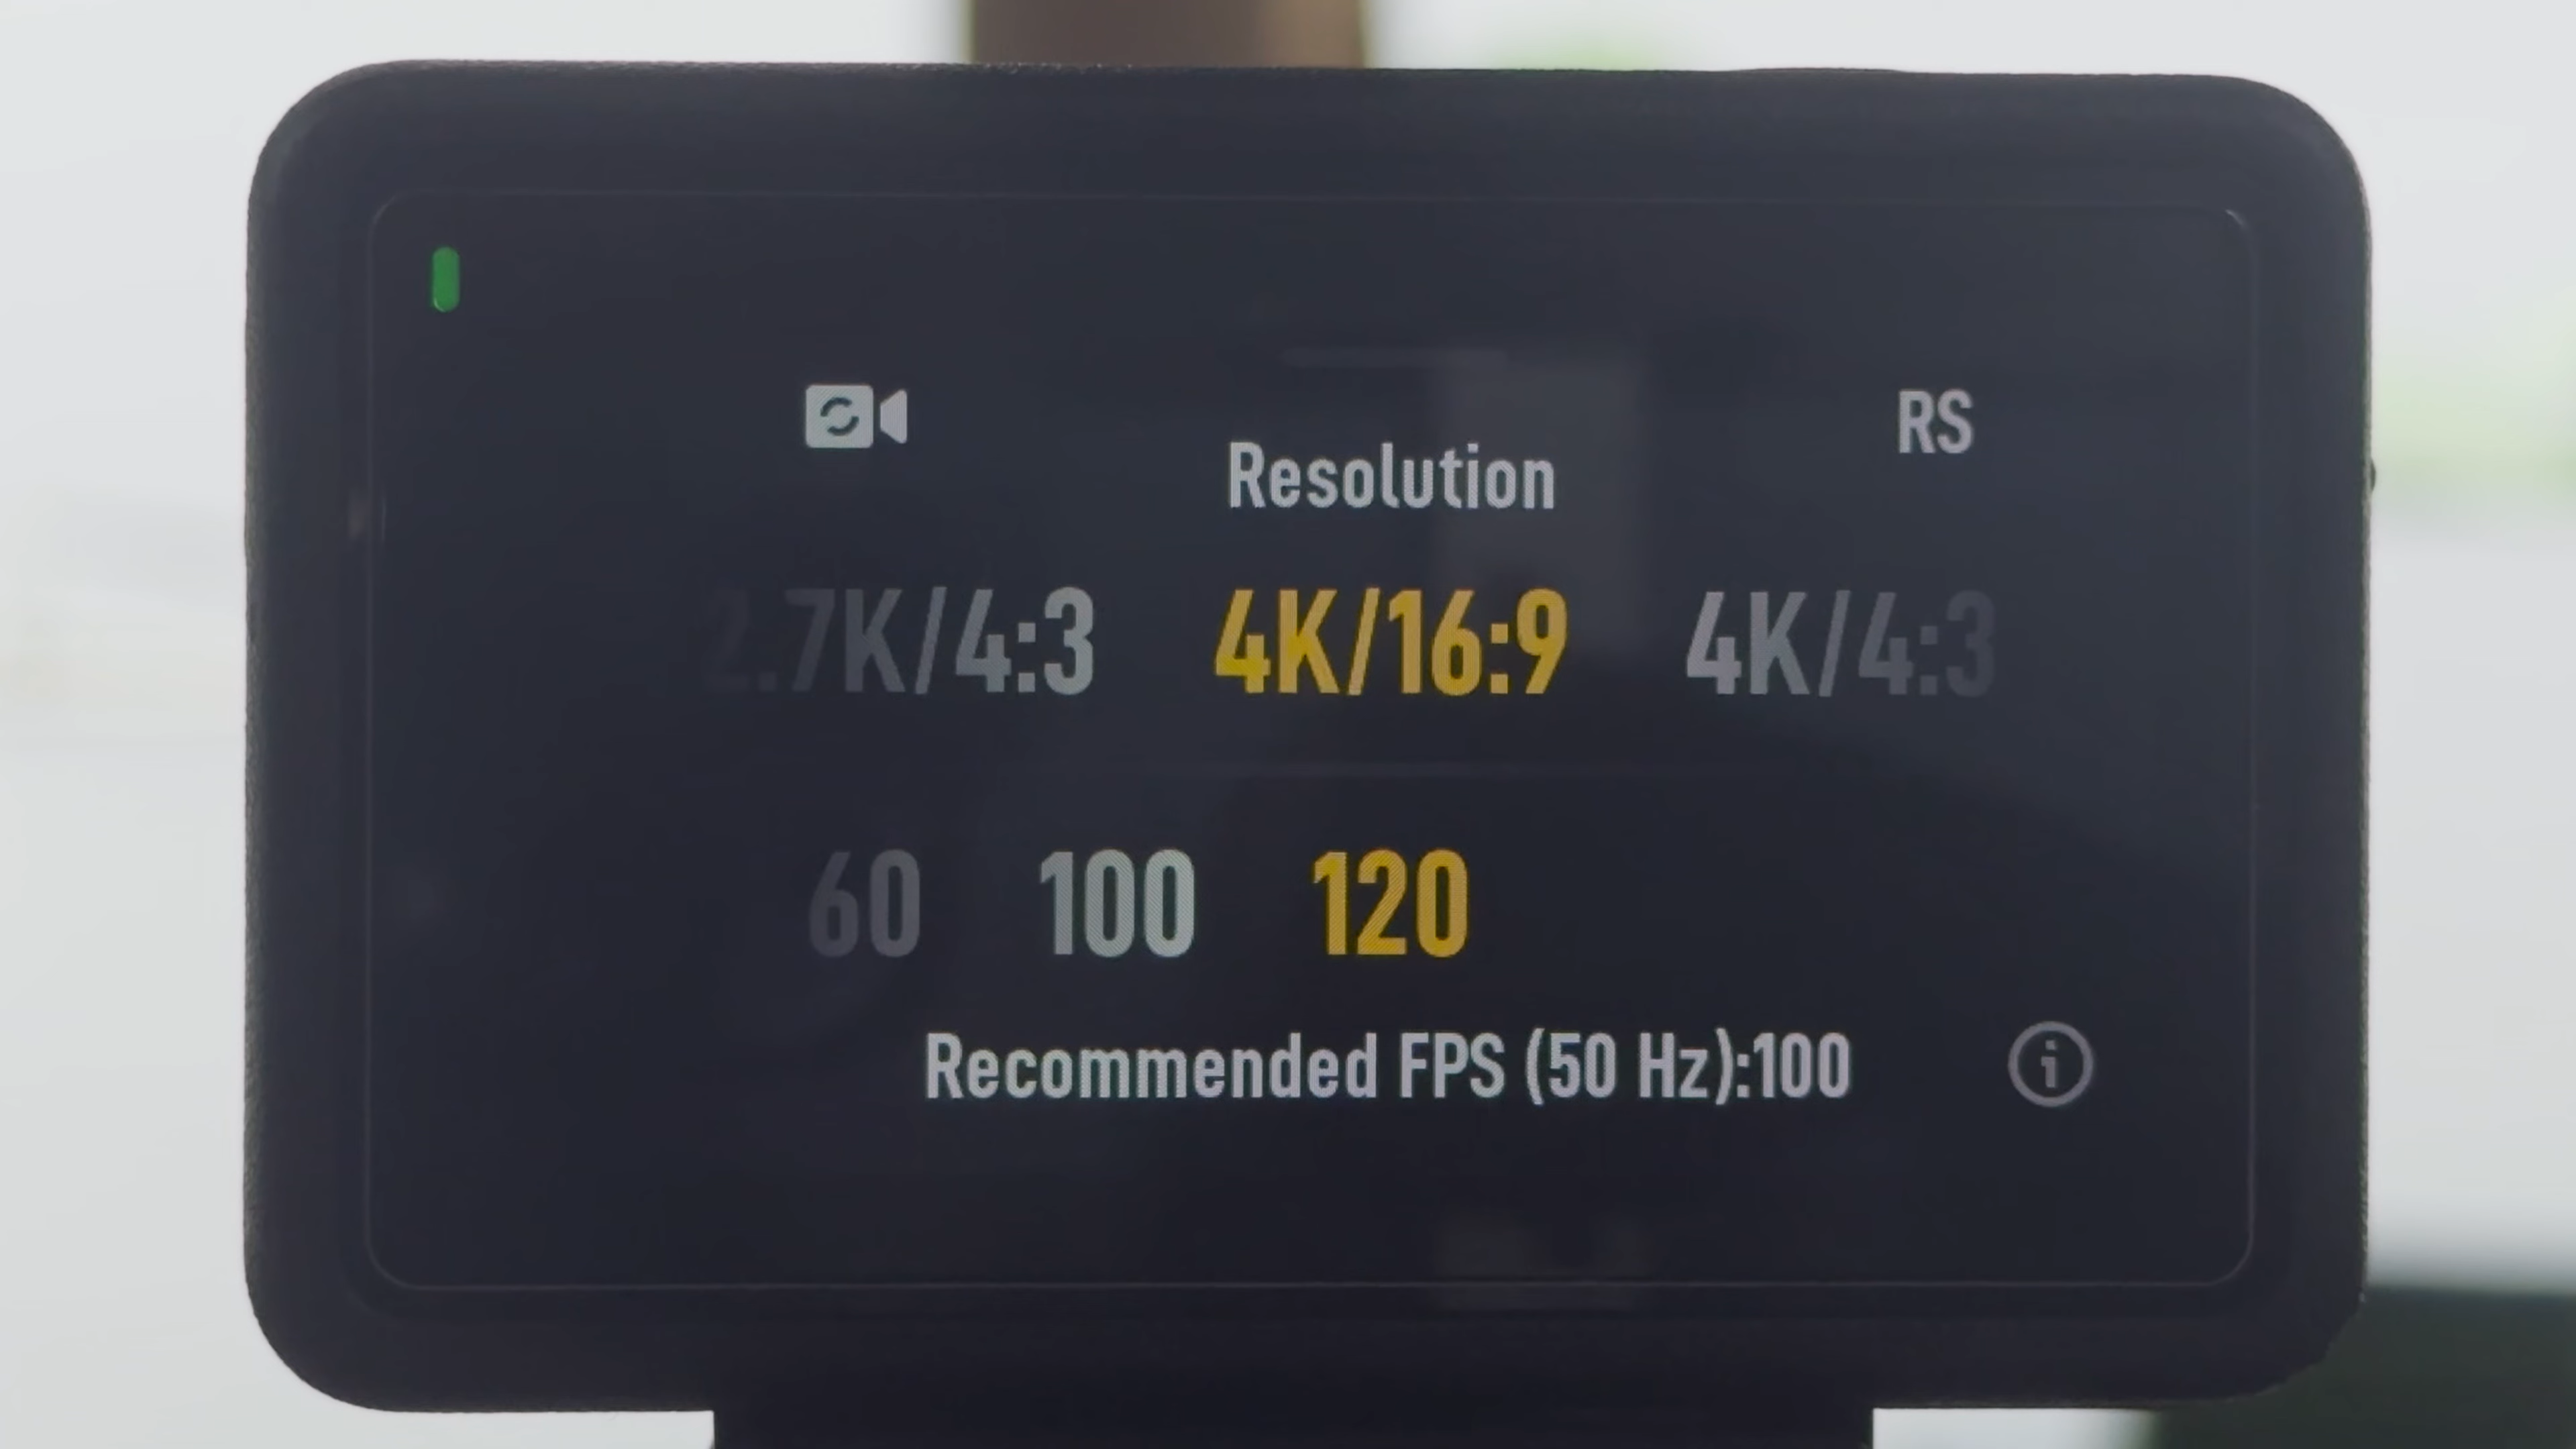 RS
Resolution
2.7K/4:3 4K/16:9 4K/4:3
60 100 120
Recommended FPS (50 Hz):100